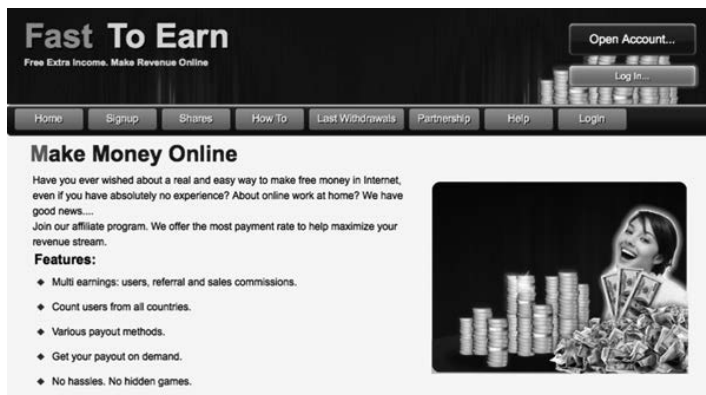 Fast To Earn
Free Extra Income. Make Revenue Online
Open Account...
Log In...
Home Signup Shares How To Last Withdrawals Partnership Help Login
Make Money Online
Have you ever wished about a real and easy way to make free money in Internet,
even if you have absolutely no experience? About online work at home? We have
good news....
Join our affiliate program. We offer the most payment rate to help maximize your
revenue stream.
Features:
Multi earnings: users, referral and sales commissions.
Count users from all countries.
Various payout methods.
Get your payout on demand.
No hassles. No hidden games.